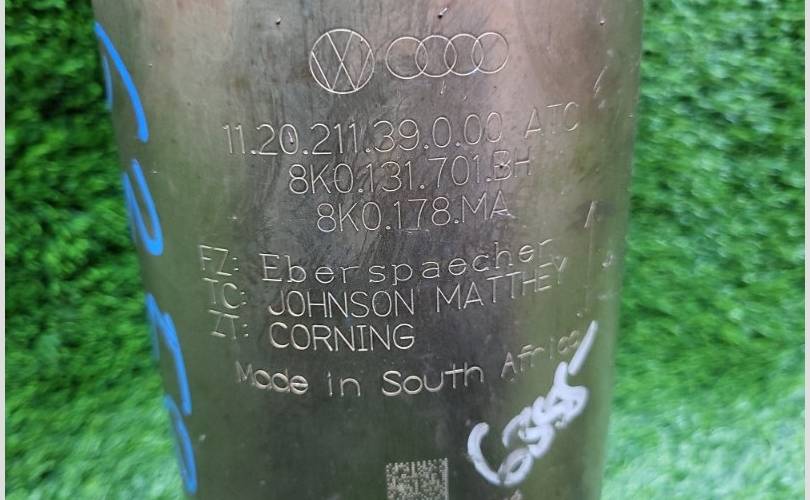 11.20.211.39.0.00 ATC
8K0.131.701.BH
8K0.178.MA
FZ: Eberspaecher
TC: JOHNSON MATTHEY
ZT: CORNING
Made in South Africa